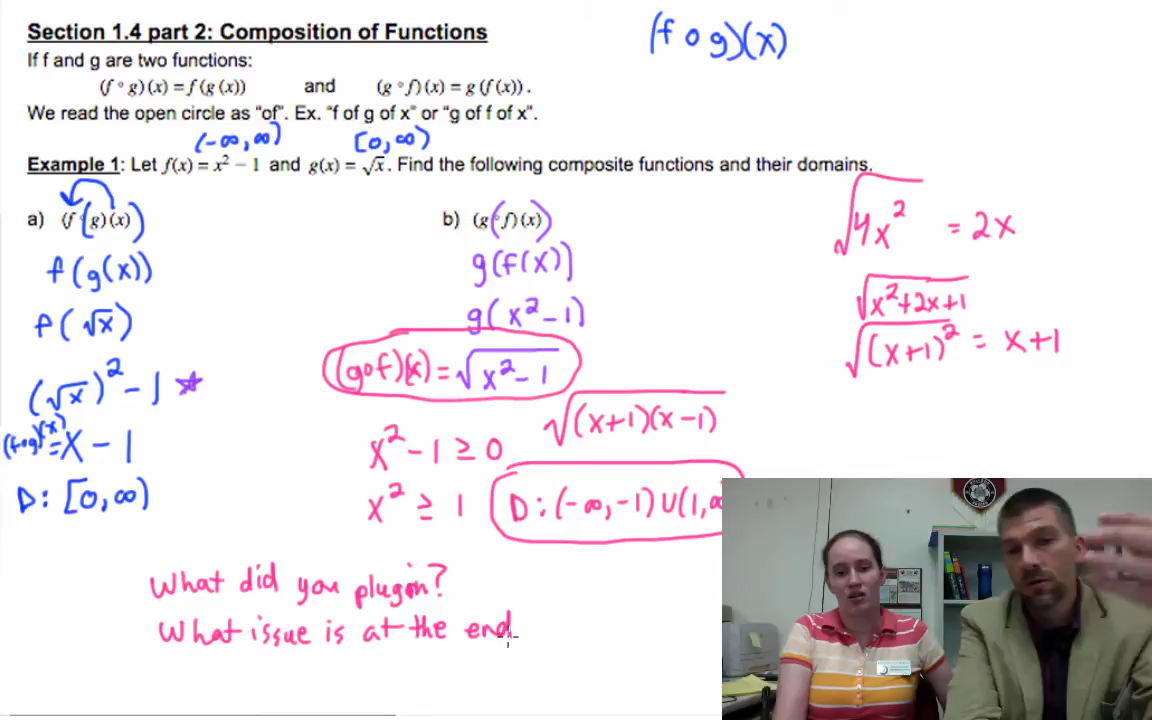 Section 1.4 part 2: Composition of Functions
(f o g)(x)
If f and g are two functions:
(f ∘ g)(x) = f(g(x)) and (g ∘ f)(x) = g(f(x)).
We read the open circle as "of". Ex. "f of g of x" or "g of f of x".
(-∞, ∞) [0, ∞)
Example 1: Let f(x) = x² − 1 and g(x) = √x. Find the following composite functions and their domains.
a) (f ∘ g)(x)
f(g(x))
f(√x)
(√x)² − 1 ★
(fog)(x) = x − 1
D: [0, ∞)
b) (g ∘ f)(x)
g(f(x))
g(x² − 1)
(gof)(x) = √x² − 1
√(x+1)(x−1)
x² − 1 ≥ 0
x² ≥ 1
D: (-∞, -1) U (1, ∞
√4x² = 2x
√x²+2x+1
√(x+1)² = x+1
What did you plugin?
What issue is at the end